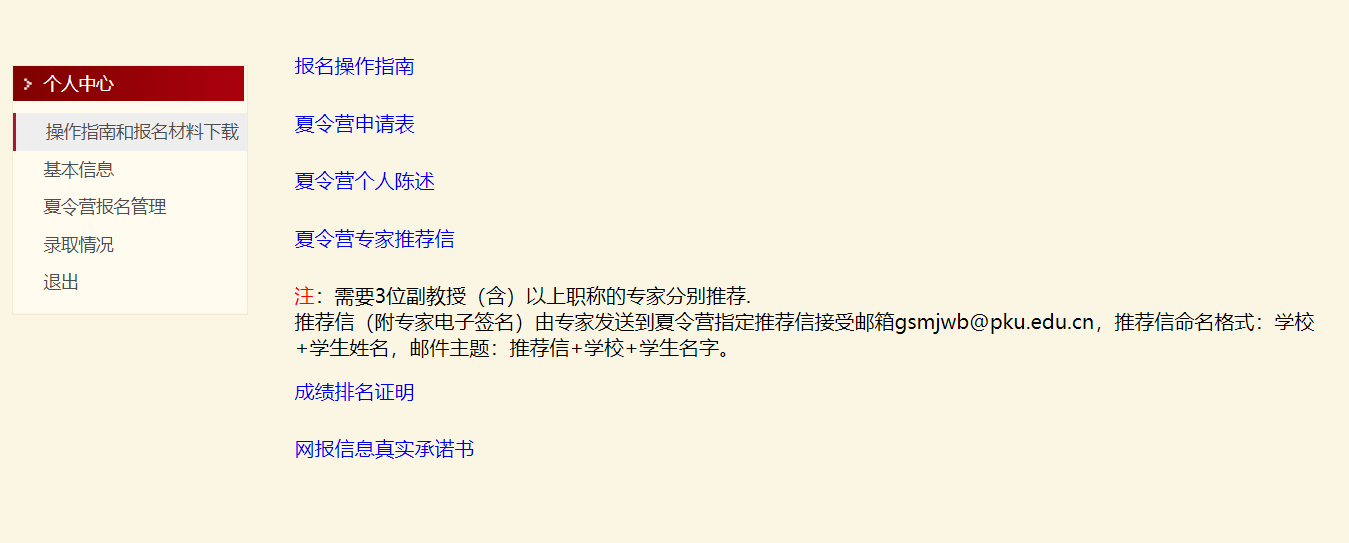 个人中心
操作指南和报名材料下载
基本信息
夏令营报名管理
录取情况
退出
报名操作指南
夏令营申请表
夏令营个人陈述
夏令营专家推荐信
注：需要3位副教授（含）以上职称的专家分别推荐.
推荐信（附专家电子签名）由专家发送到夏令营指定推荐信接受邮箱gsmjwb@pku.edu.cn，推荐信命名格式：学校
+学生姓名，邮件主题：推荐信+学校+学生名字。
成绩排名证明
网报信息真实承诺书